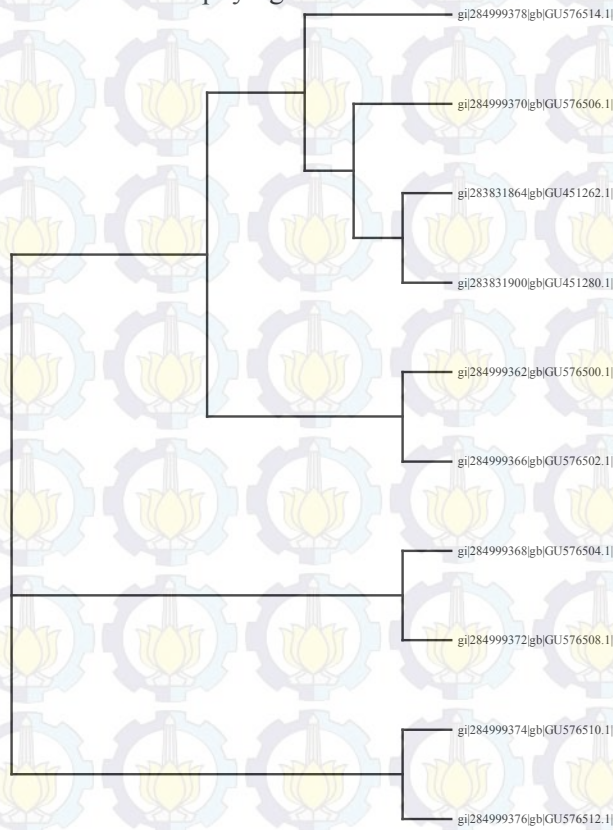 gi|284999378|gb|GU576514.1|
gi|284999370|gb|GU576506.1|
gi|283831864|gb|GU451262.1|
gi|283831900|gb|GU451280.1|
gi|284999362|gb|GU576500.1|
gi|284999366|gb|GU576502.1|
gi|284999368|gb|GU576504.1|
gi|284999372|gb|GU576508.1|
gi|284999374|gb|GU576510.1|
gi|284999376|gb|GU576512.1|